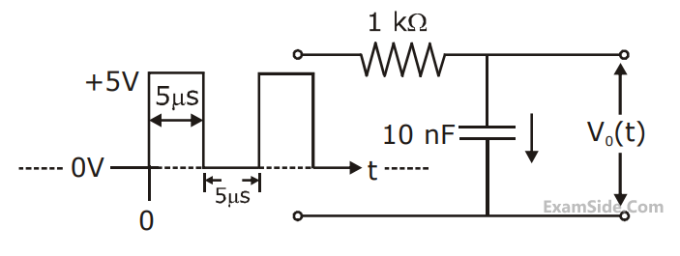 1 kΩ
+5V
5μs
10 nF
V₀(t)
0V
t
5μs
ExamSide.Com
0